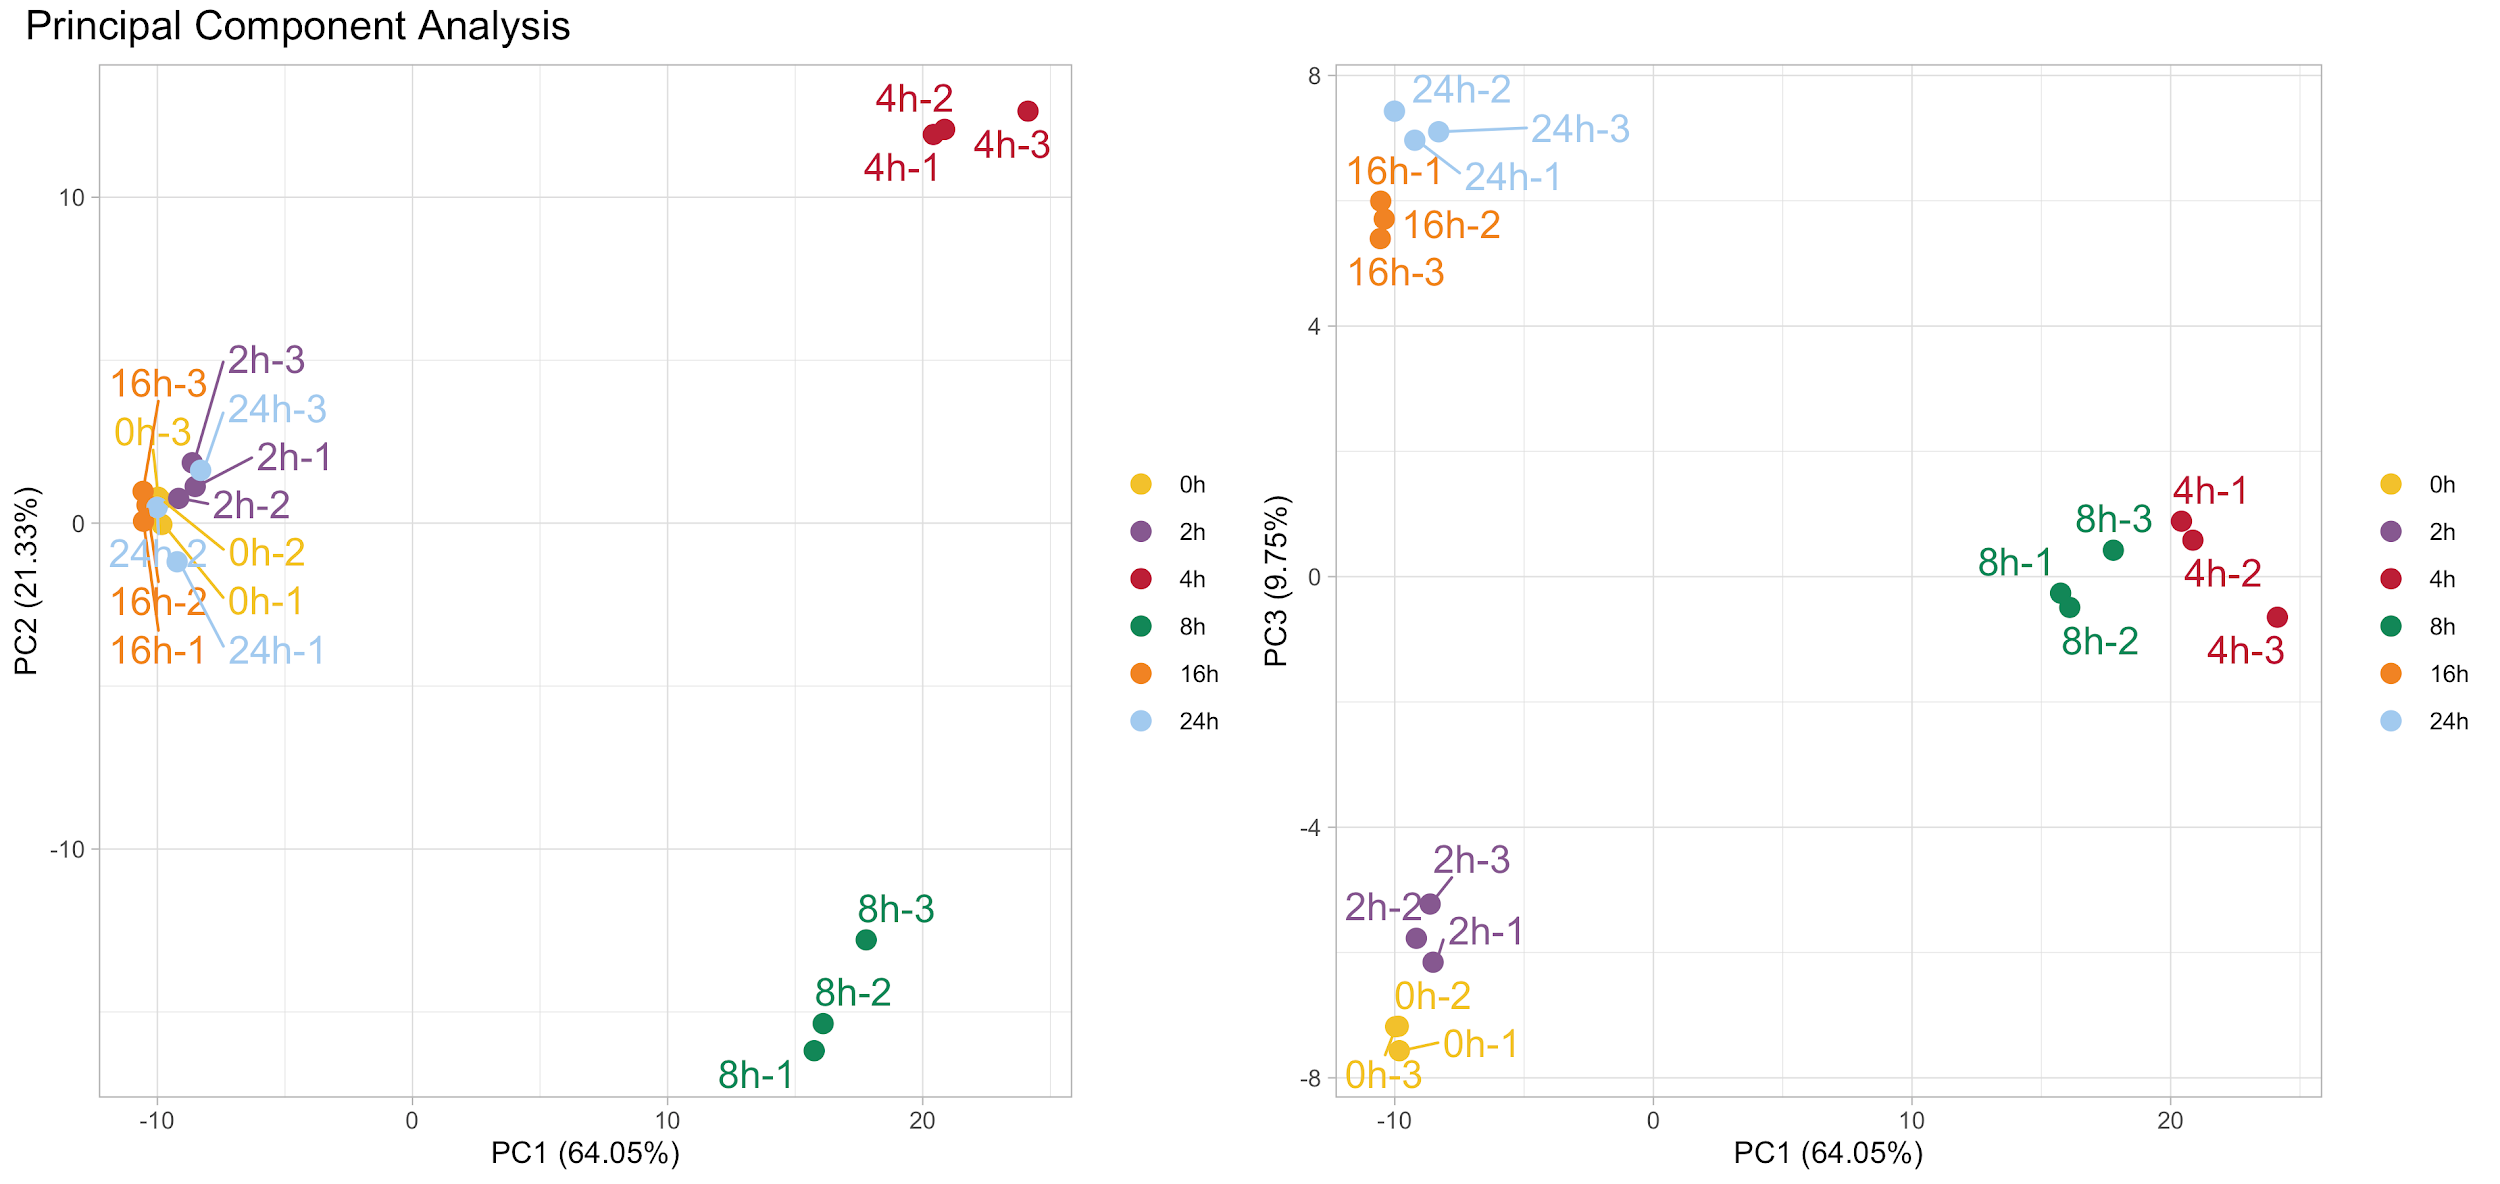 Principal Component Analysis
4h-2
4h-3
4h-1
10
2h-3
16h-3
24h-3
0h-3
2h-1
2h-2
0
24h-2
0h-2
16h-2
0h-1
16h-1
24h-1
-10
8h-3
8h-2
8h-1
-10
0
10
20
PC1 (64.05%)
PC2 (21.33%)
0h
2h
4h
8h
16h
24h
8
24h-2
24h-3
16h-1
24h-1
16h-2
16h-3
4
4h-1
8h-3
8h-1
4h-2
0
8h-2
4h-3
-4
2h-3
2h-2
2h-1
0h-2
0h-1
0h-3
-8
-10
0
10
20
PC1 (64.05%)
PC3 (9.75%)
0h
2h
4h
8h
16h
24h